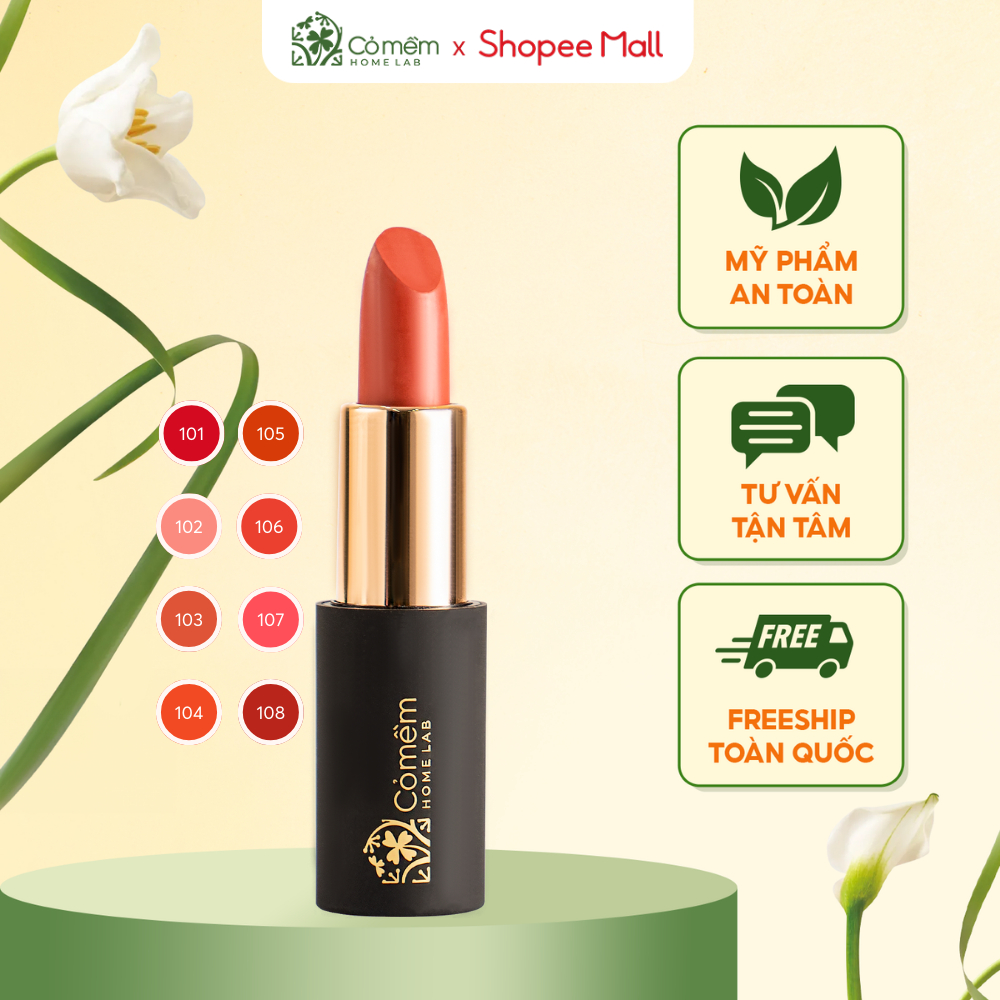 Cỏ mềm
HOME LAB
x
Shopee Mall
MỸ PHẨM
AN TOÀN
TƯ VẤN
TẬN TÂM
FREE
FREESHIP
TOÀN QUỐC
101
105
102
106
103
107
104
108
Cỏ mềm
HOME LAB